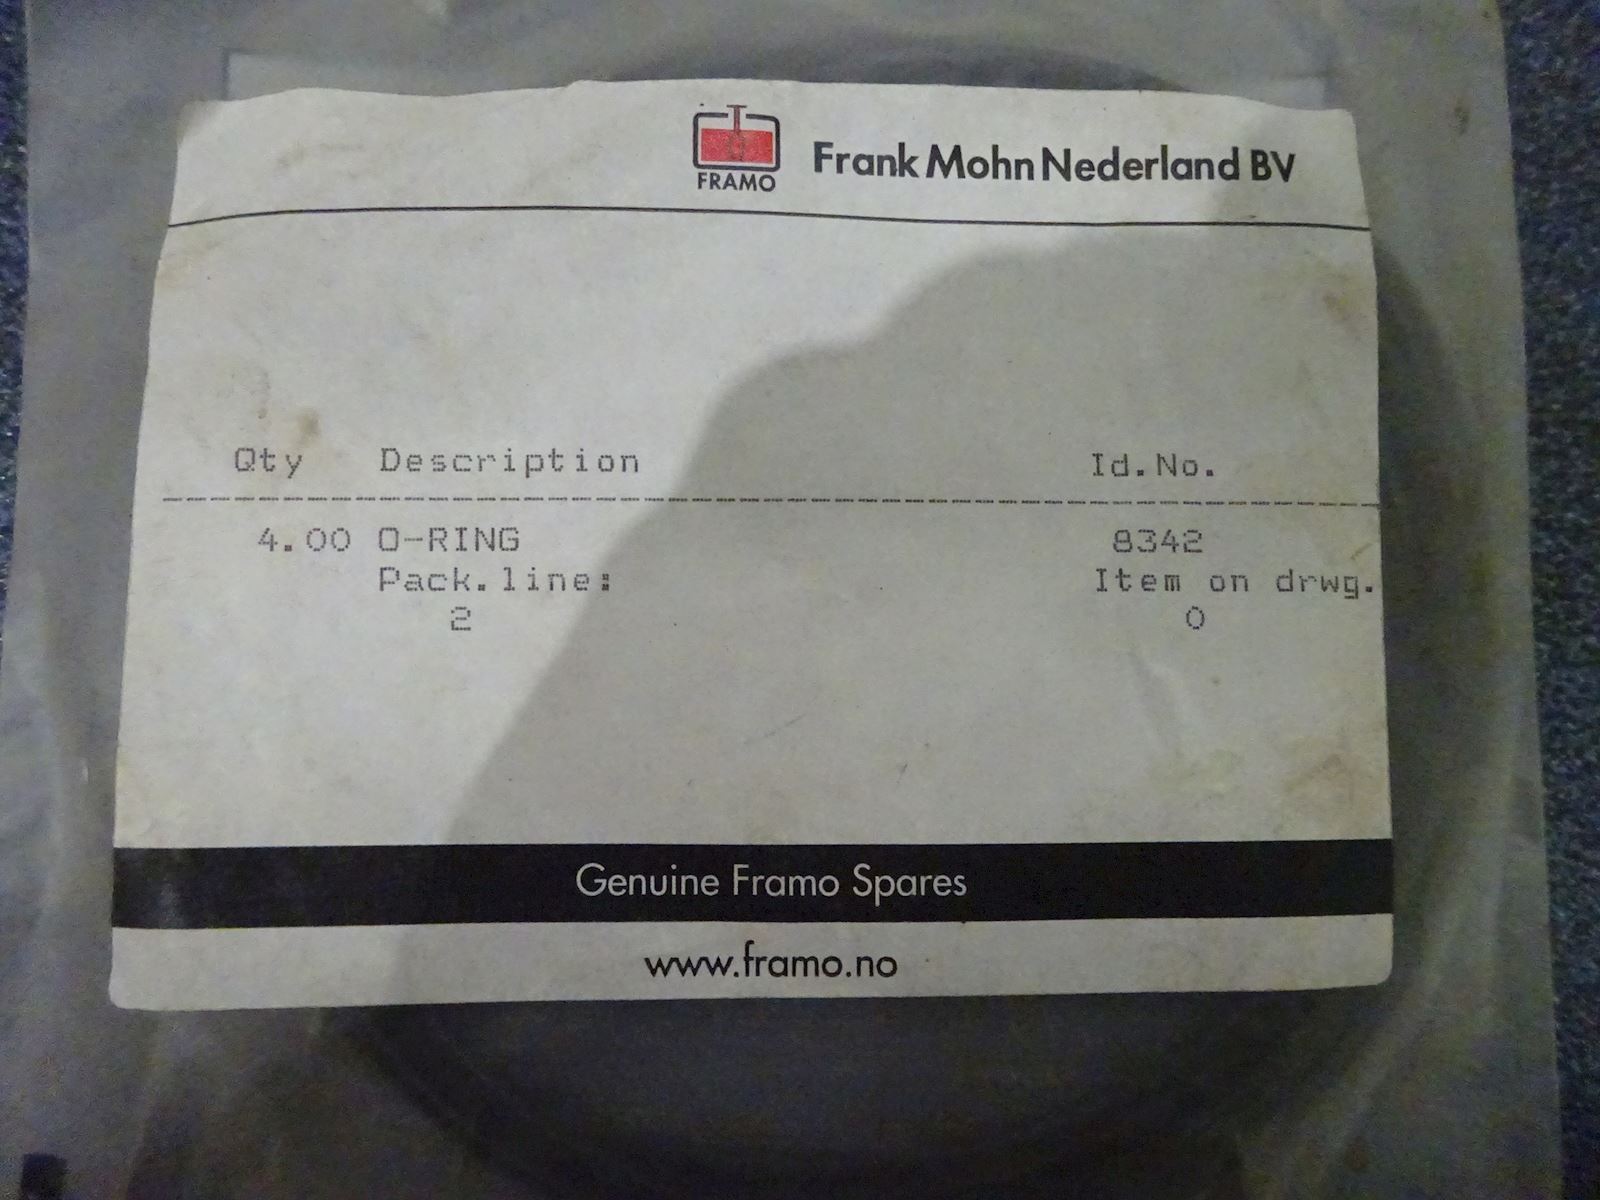 FRAMO
Frank Mohn Nederland BV
Qty Description Id.No.
4.00 O-RING 8342
Pack.line: Item on drwg.
2 0
Genuine Framo Spares
www.framo.no